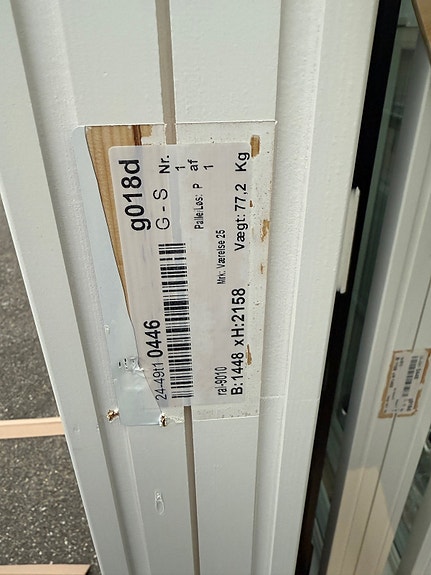 g018d
G - S Nr. 1
Palle/Løs: P af 1
24-49t1 0446
Mrk. Værelse 25
ral-9010
B:1448 xH:2158 Vægt: 77,2 Kg